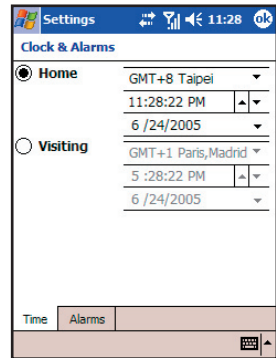 Settings 11:28 ok
Clock & Alarms
Home GMT+8 Taipei
11:28:22 PM
6 /24/2005
Visiting GMT+1 Paris,Madrid
5 :28:22 PM
6 /24/2005
Time Alarms